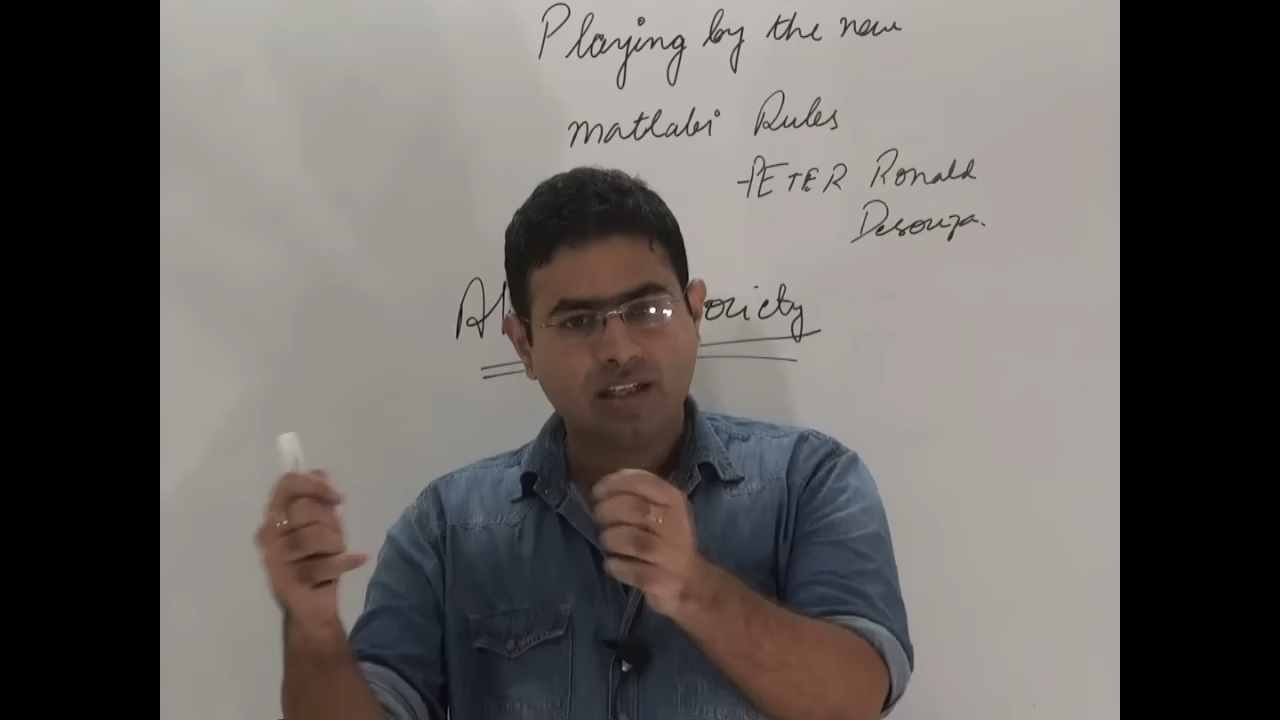 Playing by the new
matlabi Rules
-PETER Ronald
Desouza.